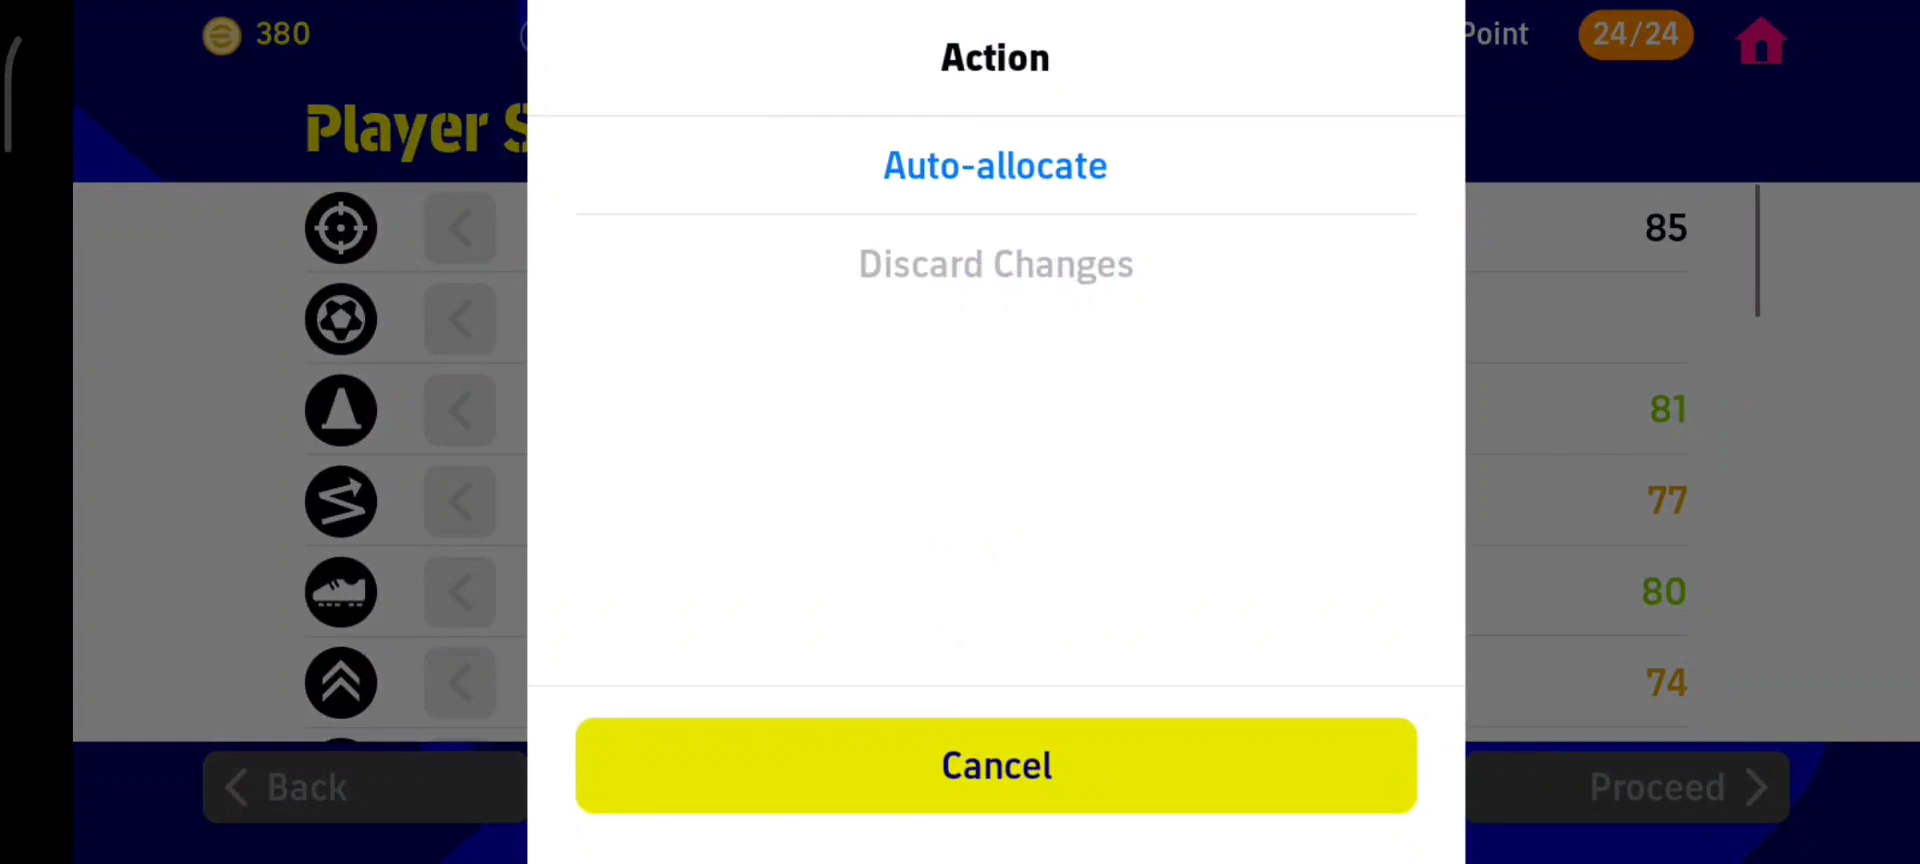 380
Point
24/24
Action
Player S
Auto-allocate
85
Discard Changes
81
77
80
74
Cancel
Back
Proceed